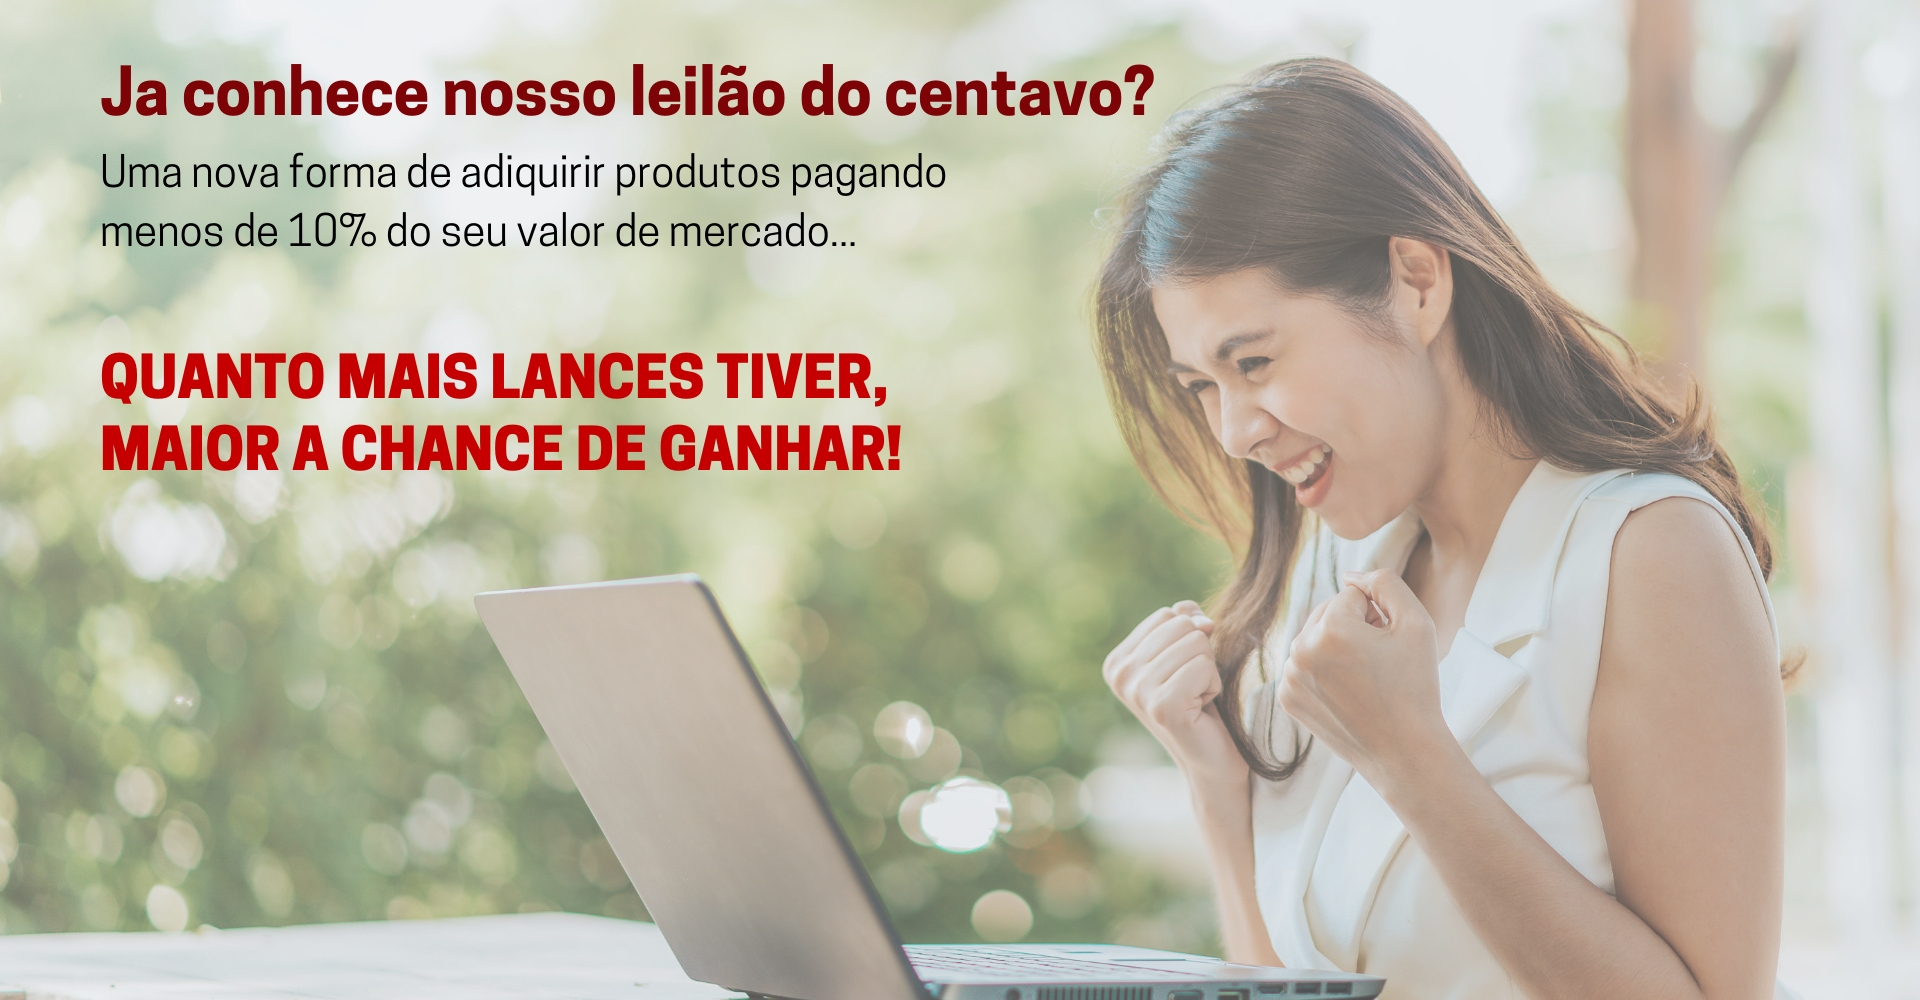 Ja conhece nosso leilão do centavo?
Uma nova forma de adiquirir produtos pagando
menos de 10% do seu valor de mercado...
QUANTO MAIS LANCES TIVER,
MAIOR A CHANCE DE GANHAR!